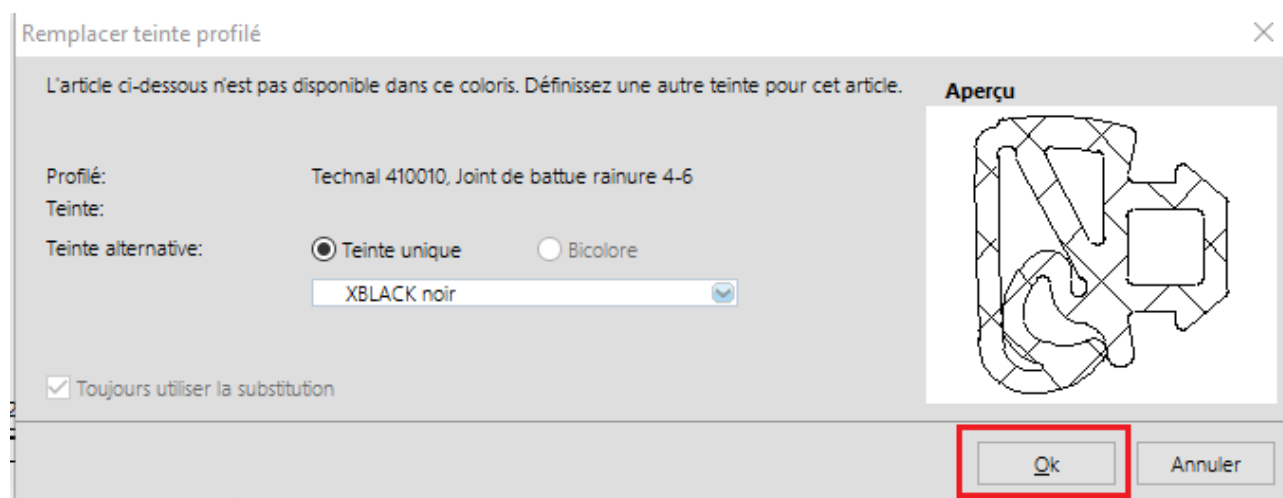 Remplacer teinte profilé
L'article ci-dessous n'est pas disponible dans ce coloris. Définissez une autre teinte pour cet article.
Aperçu
Profilé: Technal 410010, Joint de battue rainure 4-6
Teinte:
Teinte alternative: Teinte unique Bicolore
XBLACK noir
Toujours utiliser la substitution
Ok Annuler